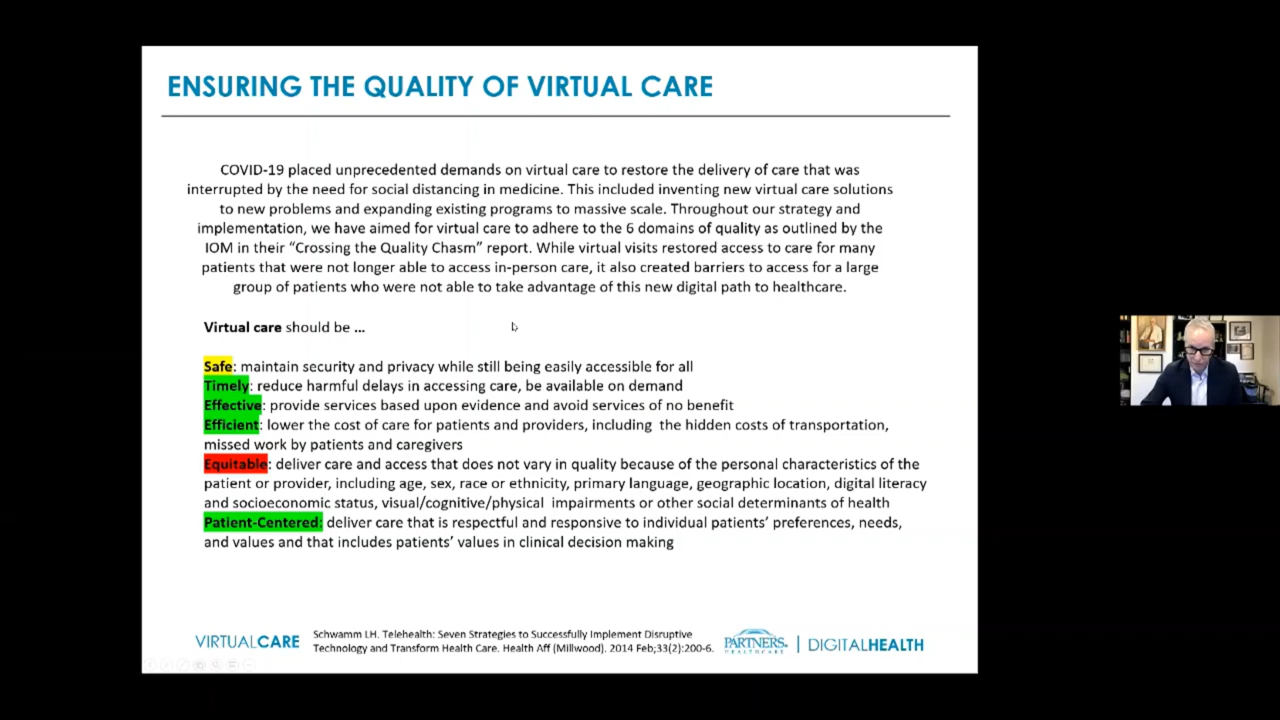 ENSURING THE QUALITY OF VIRTUAL CARE
COVID-19 placed unprecedented demands on virtual care to restore the delivery of care that was
interrupted by the need for social distancing in medicine. This included inventing new virtual care solutions
to new problems and expanding existing programs to massive scale. Throughout our strategy and
implementation, we have aimed for virtual care to adhere to the 6 domains of quality as outlined by the
IOM in their “Crossing the Quality Chasm” report. While virtual visits restored access to care for many
patients that were not longer able to access in-person care, it also created barriers to access for a large
group of patients who were not able to take advantage of this new digital path to healthcare.
Virtual care should be ...
Safe: maintain security and privacy while still being easily accessible for all
Timely: reduce harmful delays in accessing care, be available on demand
Effective: provide services based upon evidence and avoid services of no benefit
Efficient: lower the cost of care for patients and providers, including the hidden costs of transportation,
missed work by patients and caregivers
Equitable: deliver care and access that does not vary in quality because of the personal characteristics of the
patient or provider, including age, sex, race or ethnicity, primary language, geographic location, digital literacy
and socioeconomic status, visual/cognitive/physical impairments or other social determinants of health
Patient-Centered: deliver care that is respectful and responsive to individual patients’ preferences, needs,
and values and that includes patients’ values in clinical decision making
VIRTUALCARE
Schwamm LH. Telehealth: Seven Strategies to Successfully Implement Disruptive
Technology and Transform Health Care. Health Aff (Millwood). 2014 Feb;33(2):200-6.
PARTNERS.
HEALTHCARE
DIGITALHEALTH